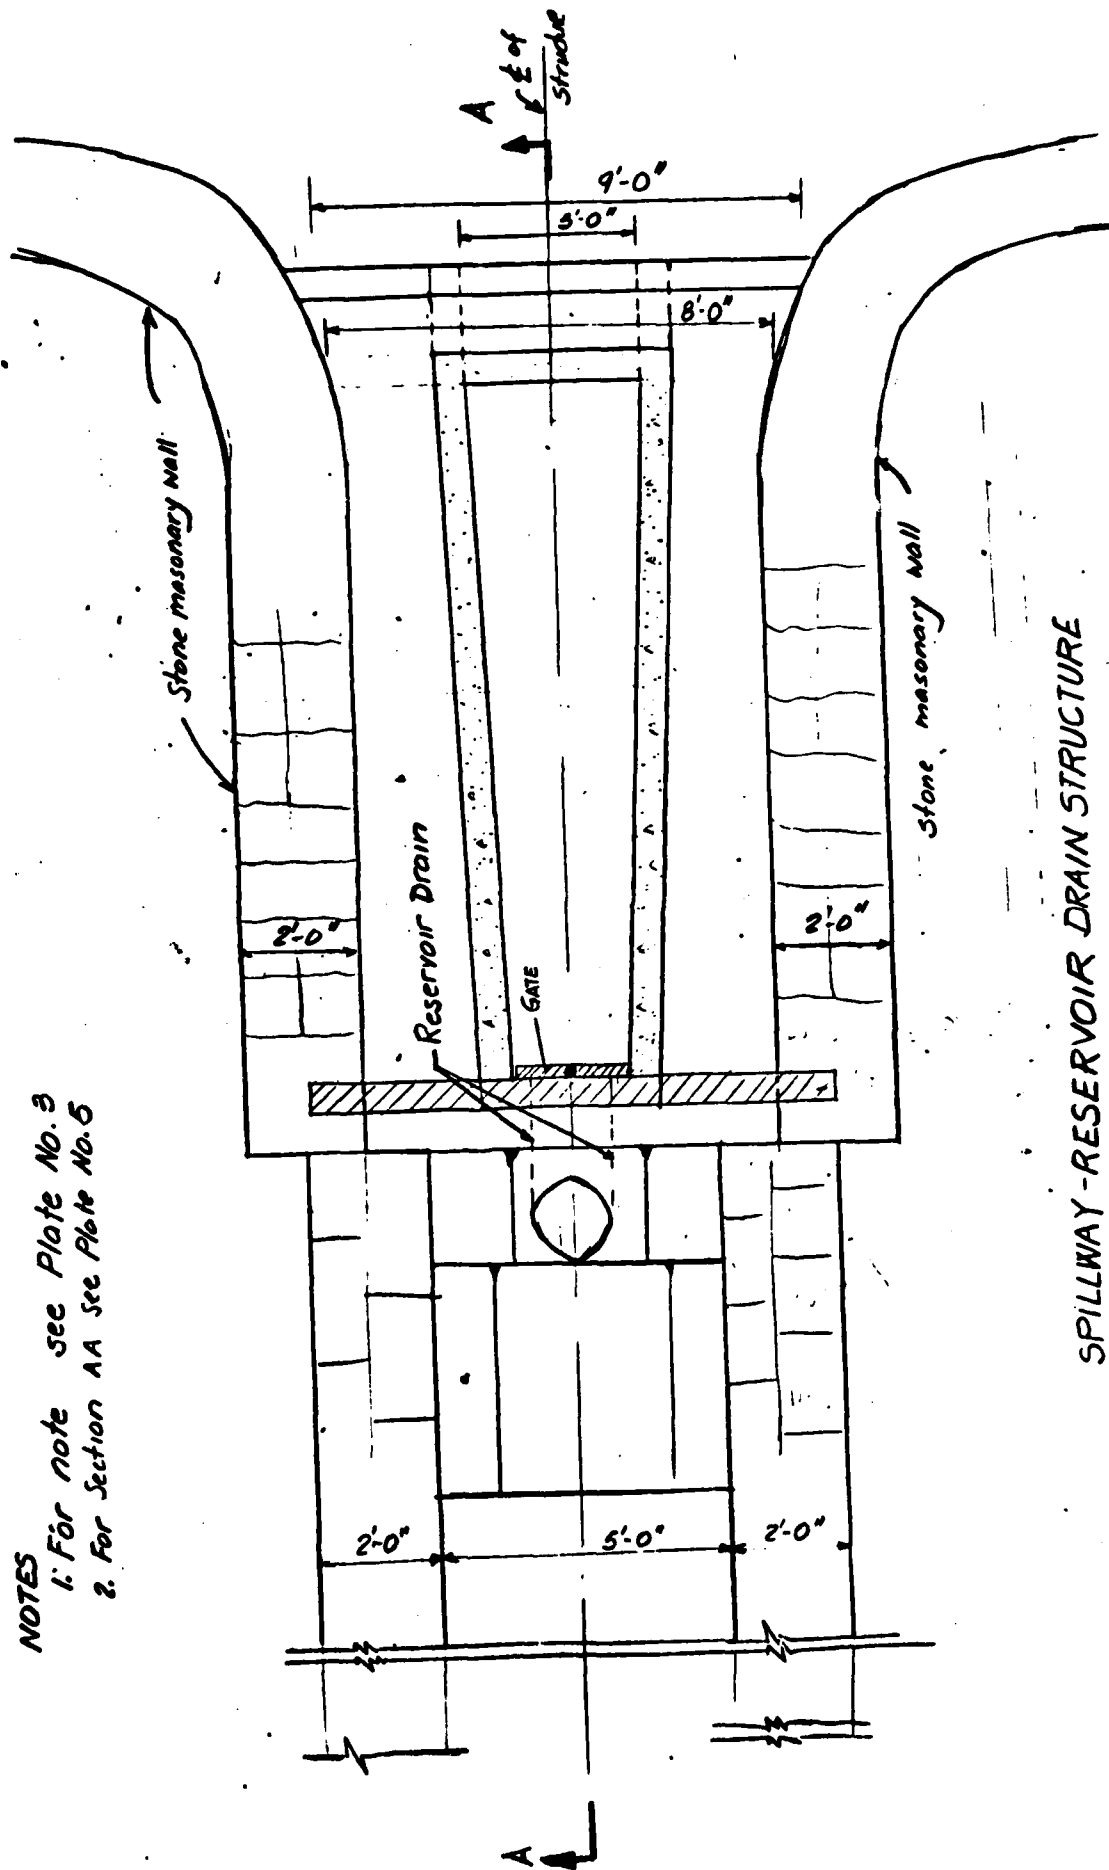 NOTES
1. For note see Plate No. 3
2. For Section AA see Plate No. 5
A
℄ of
structure
9'-0"
3'-0"
8'-0"
Stone masonary wall
stone masonary wall
Reservoir Drain
GATE
2'-0"
2'-0"
2'-0"
5'-0"
2'-0"
A
SPILLWAY-RESERVOIR DRAIN STRUCTURE